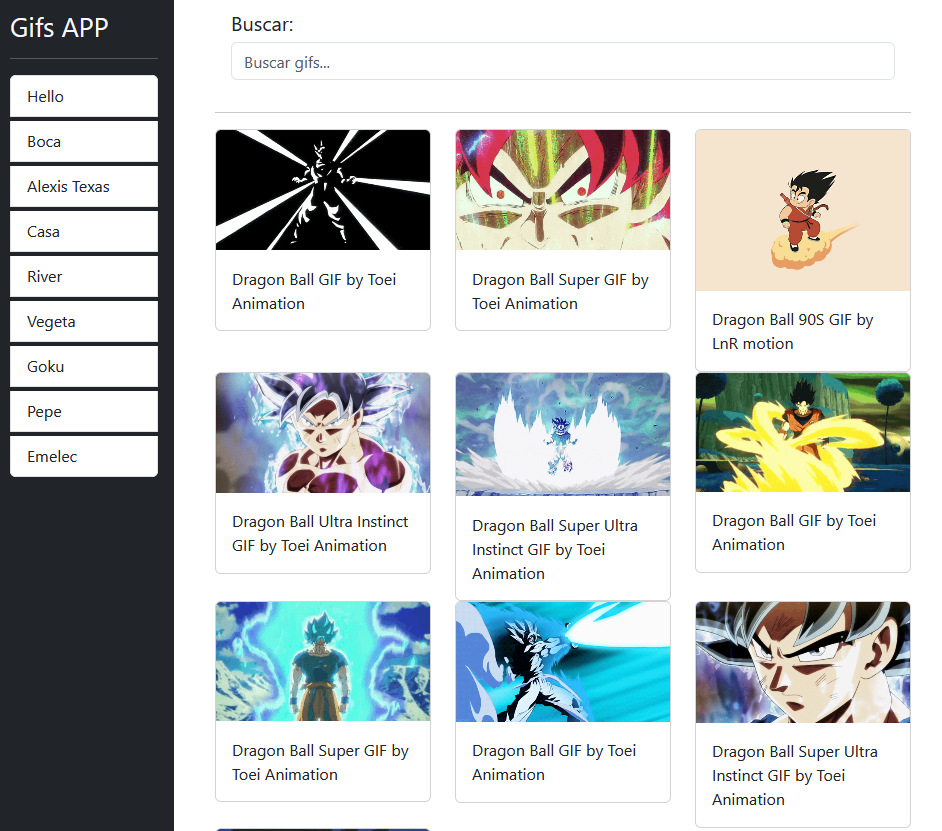 Gifs APP
Hello
Boca
Alexis Texas
Casa
River
Vegeta
Goku
Pepe
Emelec
Buscar:
Buscar gifs...
Dragon Ball GIF by Toei
Animation
Dragon Ball Super GIF by
Toei Animation
Dragon Ball 90S GIF by
LnR motion
Dragon Ball Ultra Instinct
GIF by Toei Animation
Dragon Ball Super Ultra
Instinct GIF by Toei
Animation
Dragon Ball GIF by Toei
Animation
Dragon Ball Super GIF by
Toei Animation
Dragon Ball GIF by Toei
Animation
Dragon Ball Super Ultra
Instinct GIF by Toei
Animation